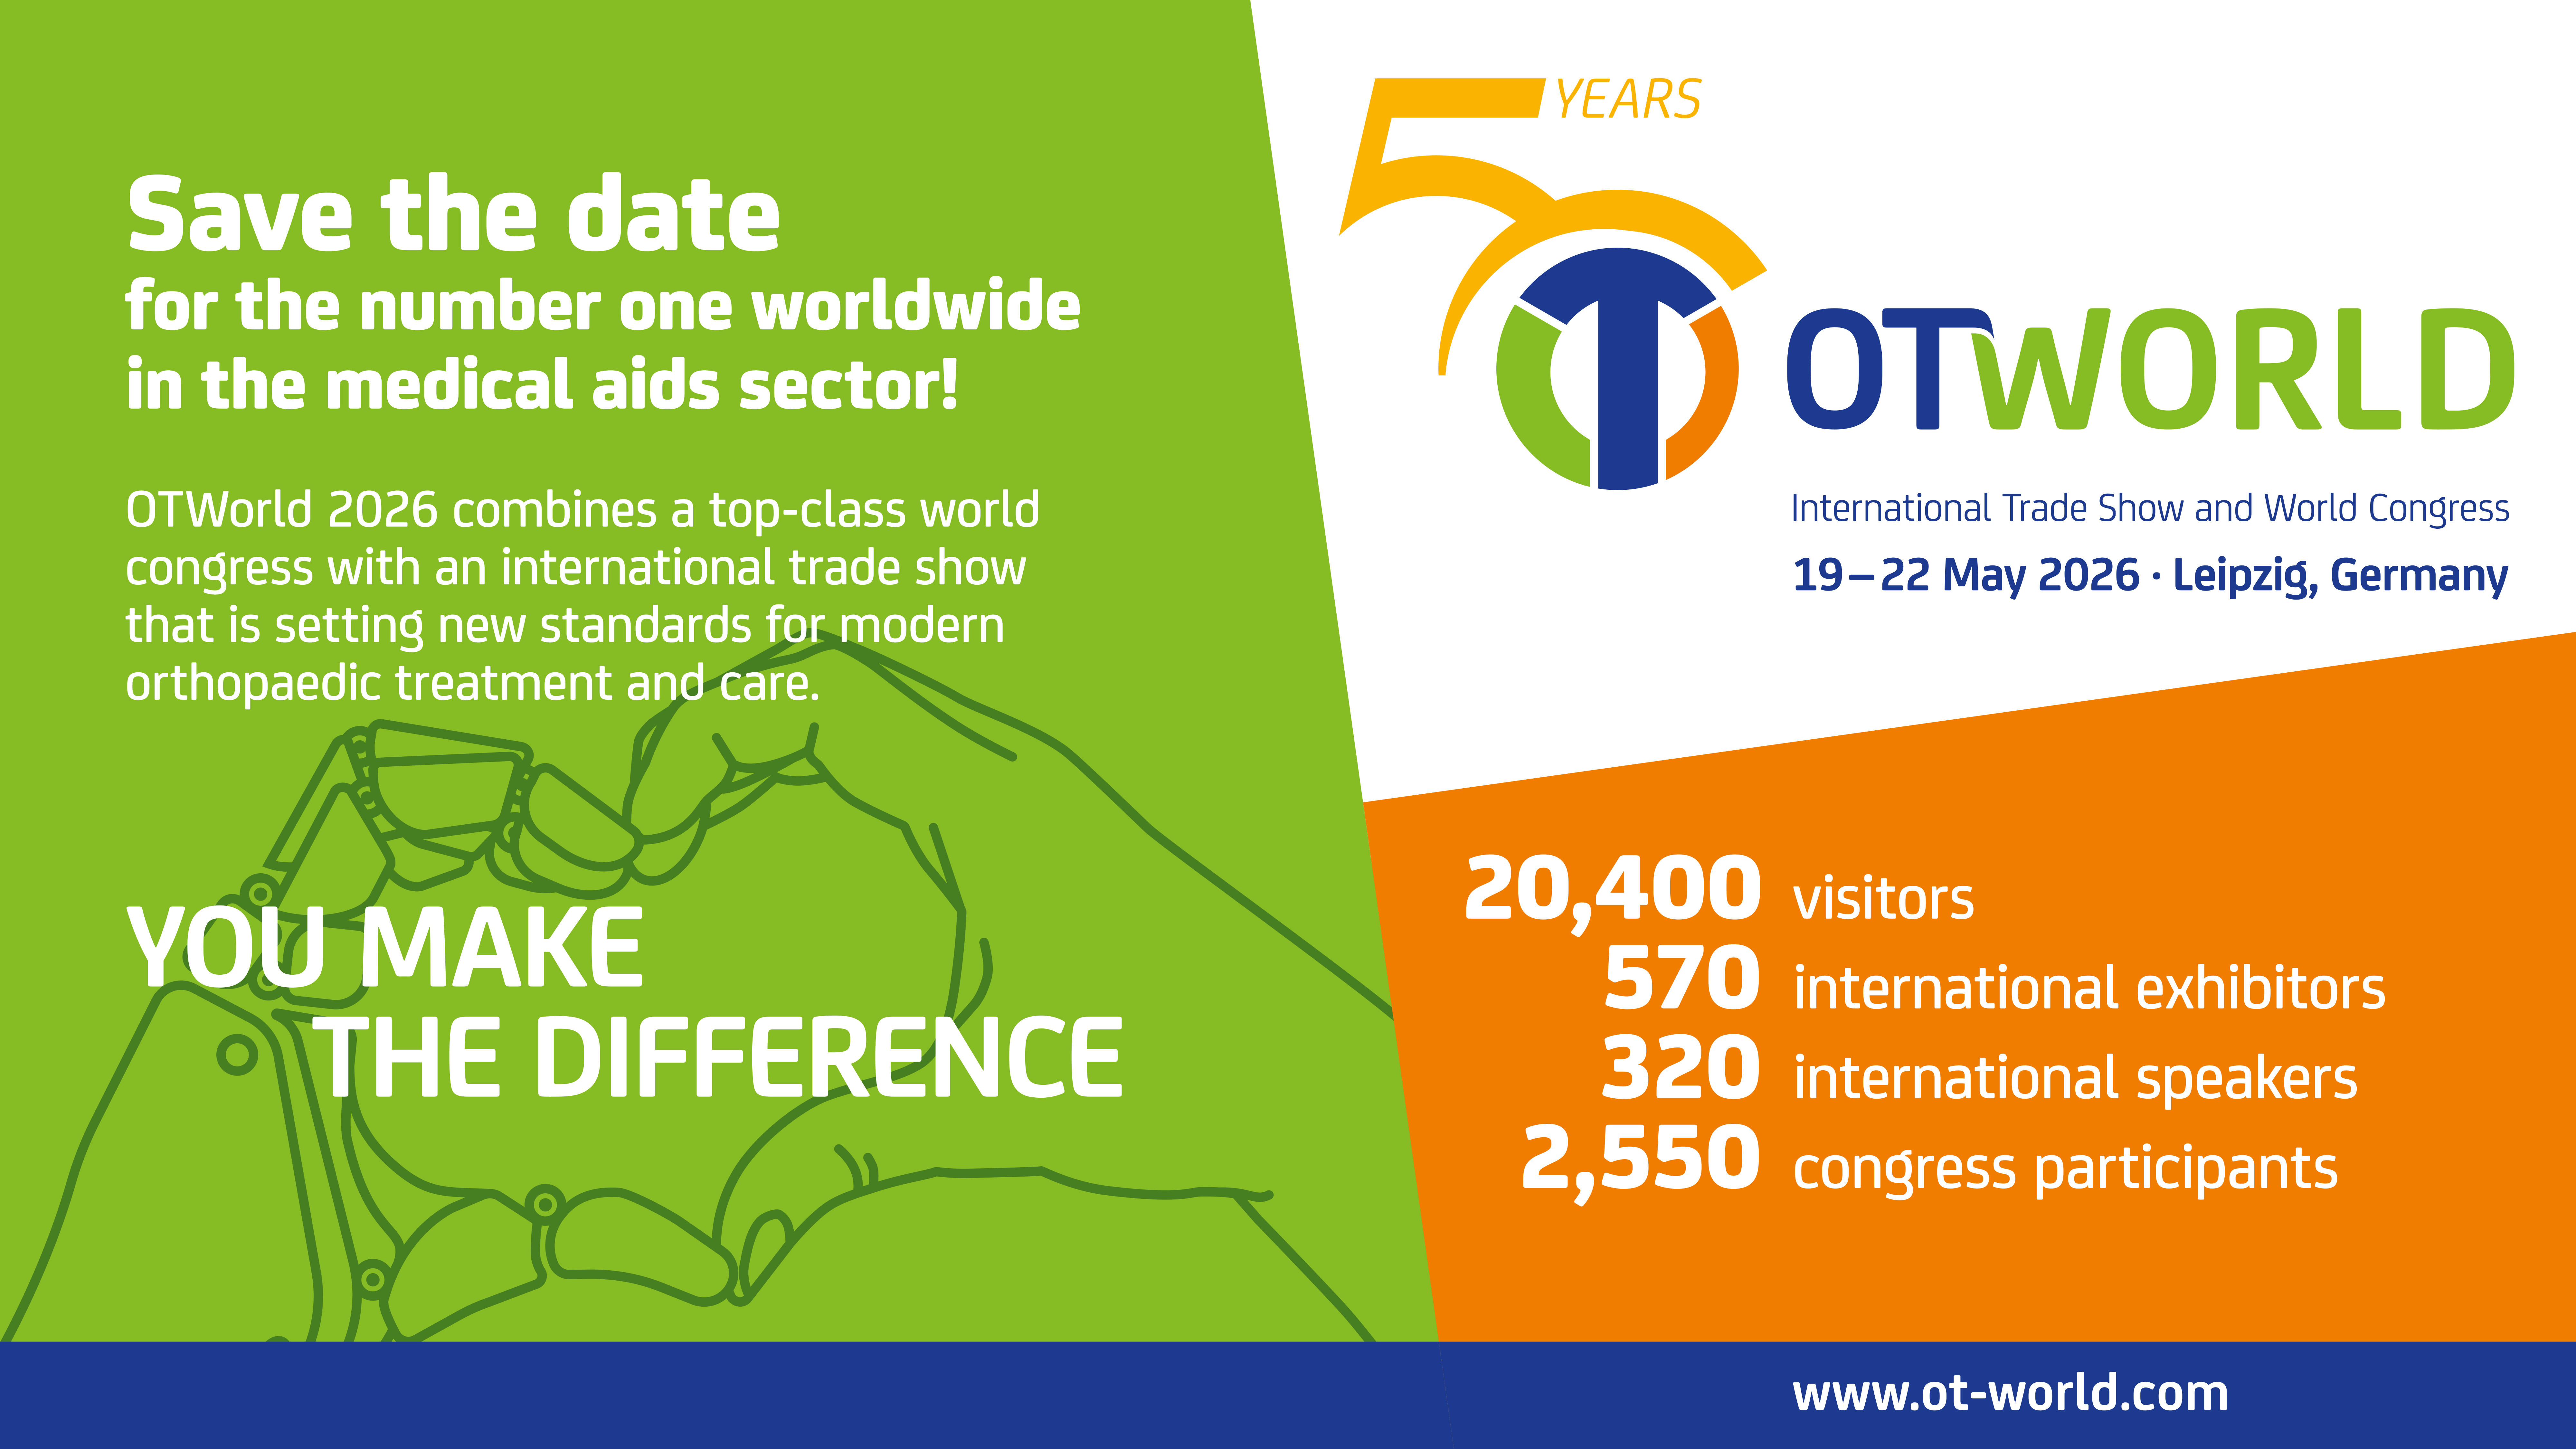 Save the date
for the number one worldwide
in the medical aids sector!
OTWorld 2026 combines a top-class world
congress with an international trade show
that is setting new standards for modern
orthopaedic treatment and care.
YOU MAKE
THE DIFFERENCE
50 YEARS
OTWORLD
International Trade Show and World Congress
19 – 22 May 2026 · Leipzig, Germany
20,400 visitors
570 international exhibitors
320 international speakers
2,550 congress participants
www.ot-world.com